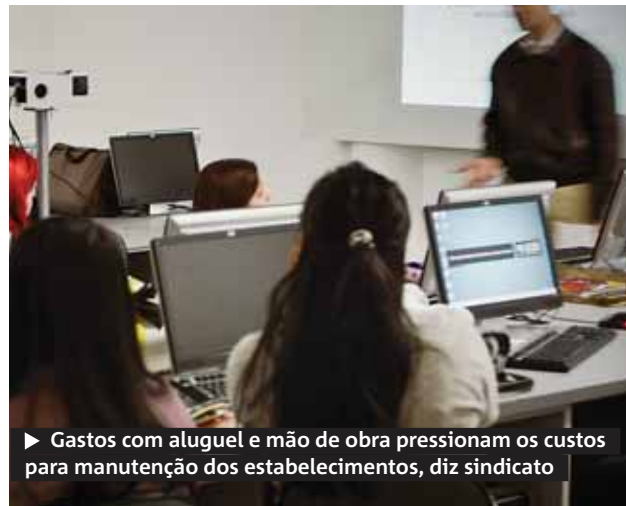 ▶ Gastos com aluguel e mão de obra pressionam os custos
para manutenção dos estabelecimentos, diz sindicato